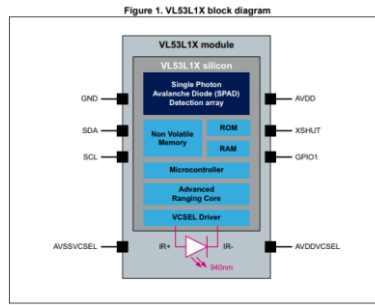 Figure 1. VL53L1X block diagram
VL53L1X module
VL53L1X silicon
Single Photon
Avalanche Diode (SPAD)
Detection array
GND
AVDD
SDA
Non Volatile
Memory
ROM
XSHUT
SCL
RAM
GPIO1
Microcontroller
Advanced
Ranging Core
VCSEL Driver
AVSSVCSEL
IR+
IR-
AVDDVCSEL
940nm